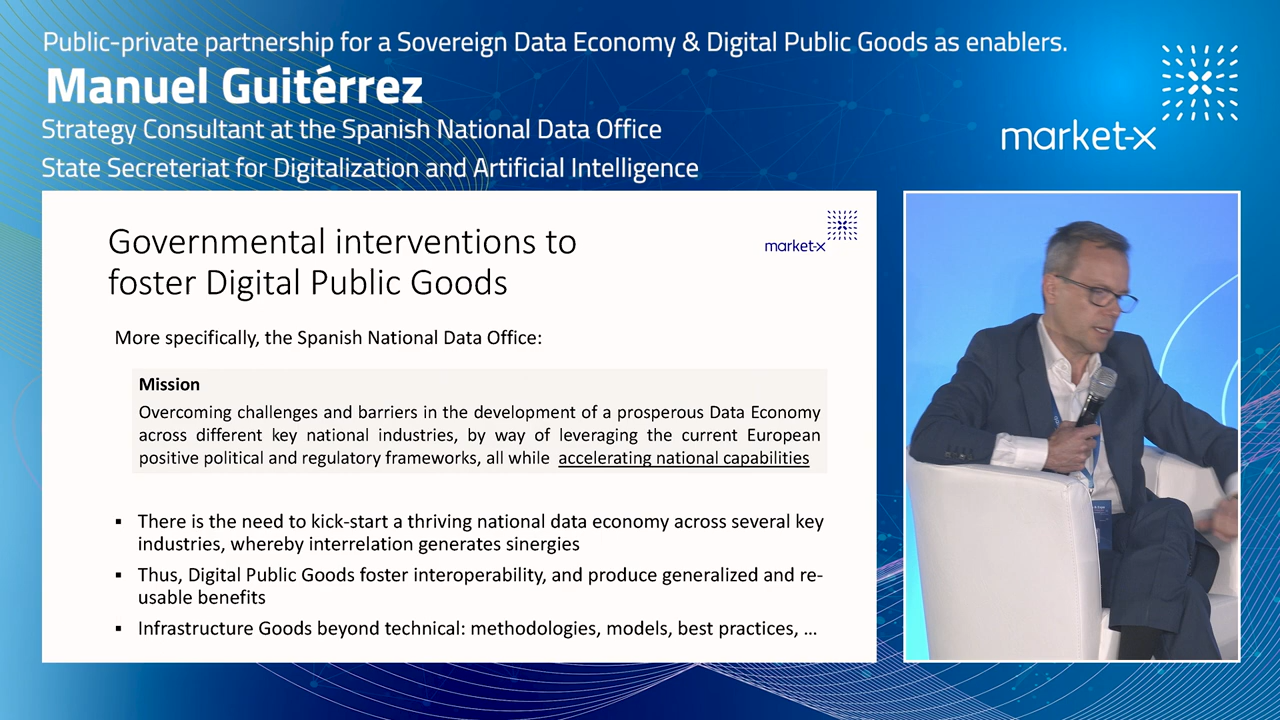 Public-private partnership for a Sovereign Data Economy & Digital Public Goods as enablers.
Manuel Guitérrez
Strategy Consultant at the Spanish National Data Office
State Secreteriat for Digitalization and Artificial Intelligence
market-x
Governmental interventions to
foster Digital Public Goods
market-x
More specifically, the Spanish National Data Office:
Mission
Overcoming challenges and barriers in the development of a prosperous Data Economy
across different key national industries, by way of leveraging the current European
positive political and regulatory frameworks, all while accelerating national capabilities
▪ There is the need to kick-start a thriving national data economy across several key
industries, whereby interrelation generates sinergies
▪ Thus, Digital Public Goods foster interoperability, and produce generalized and re-
usable benefits
▪ Infrastructure Goods beyond technical: methodologies, models, best practices, …